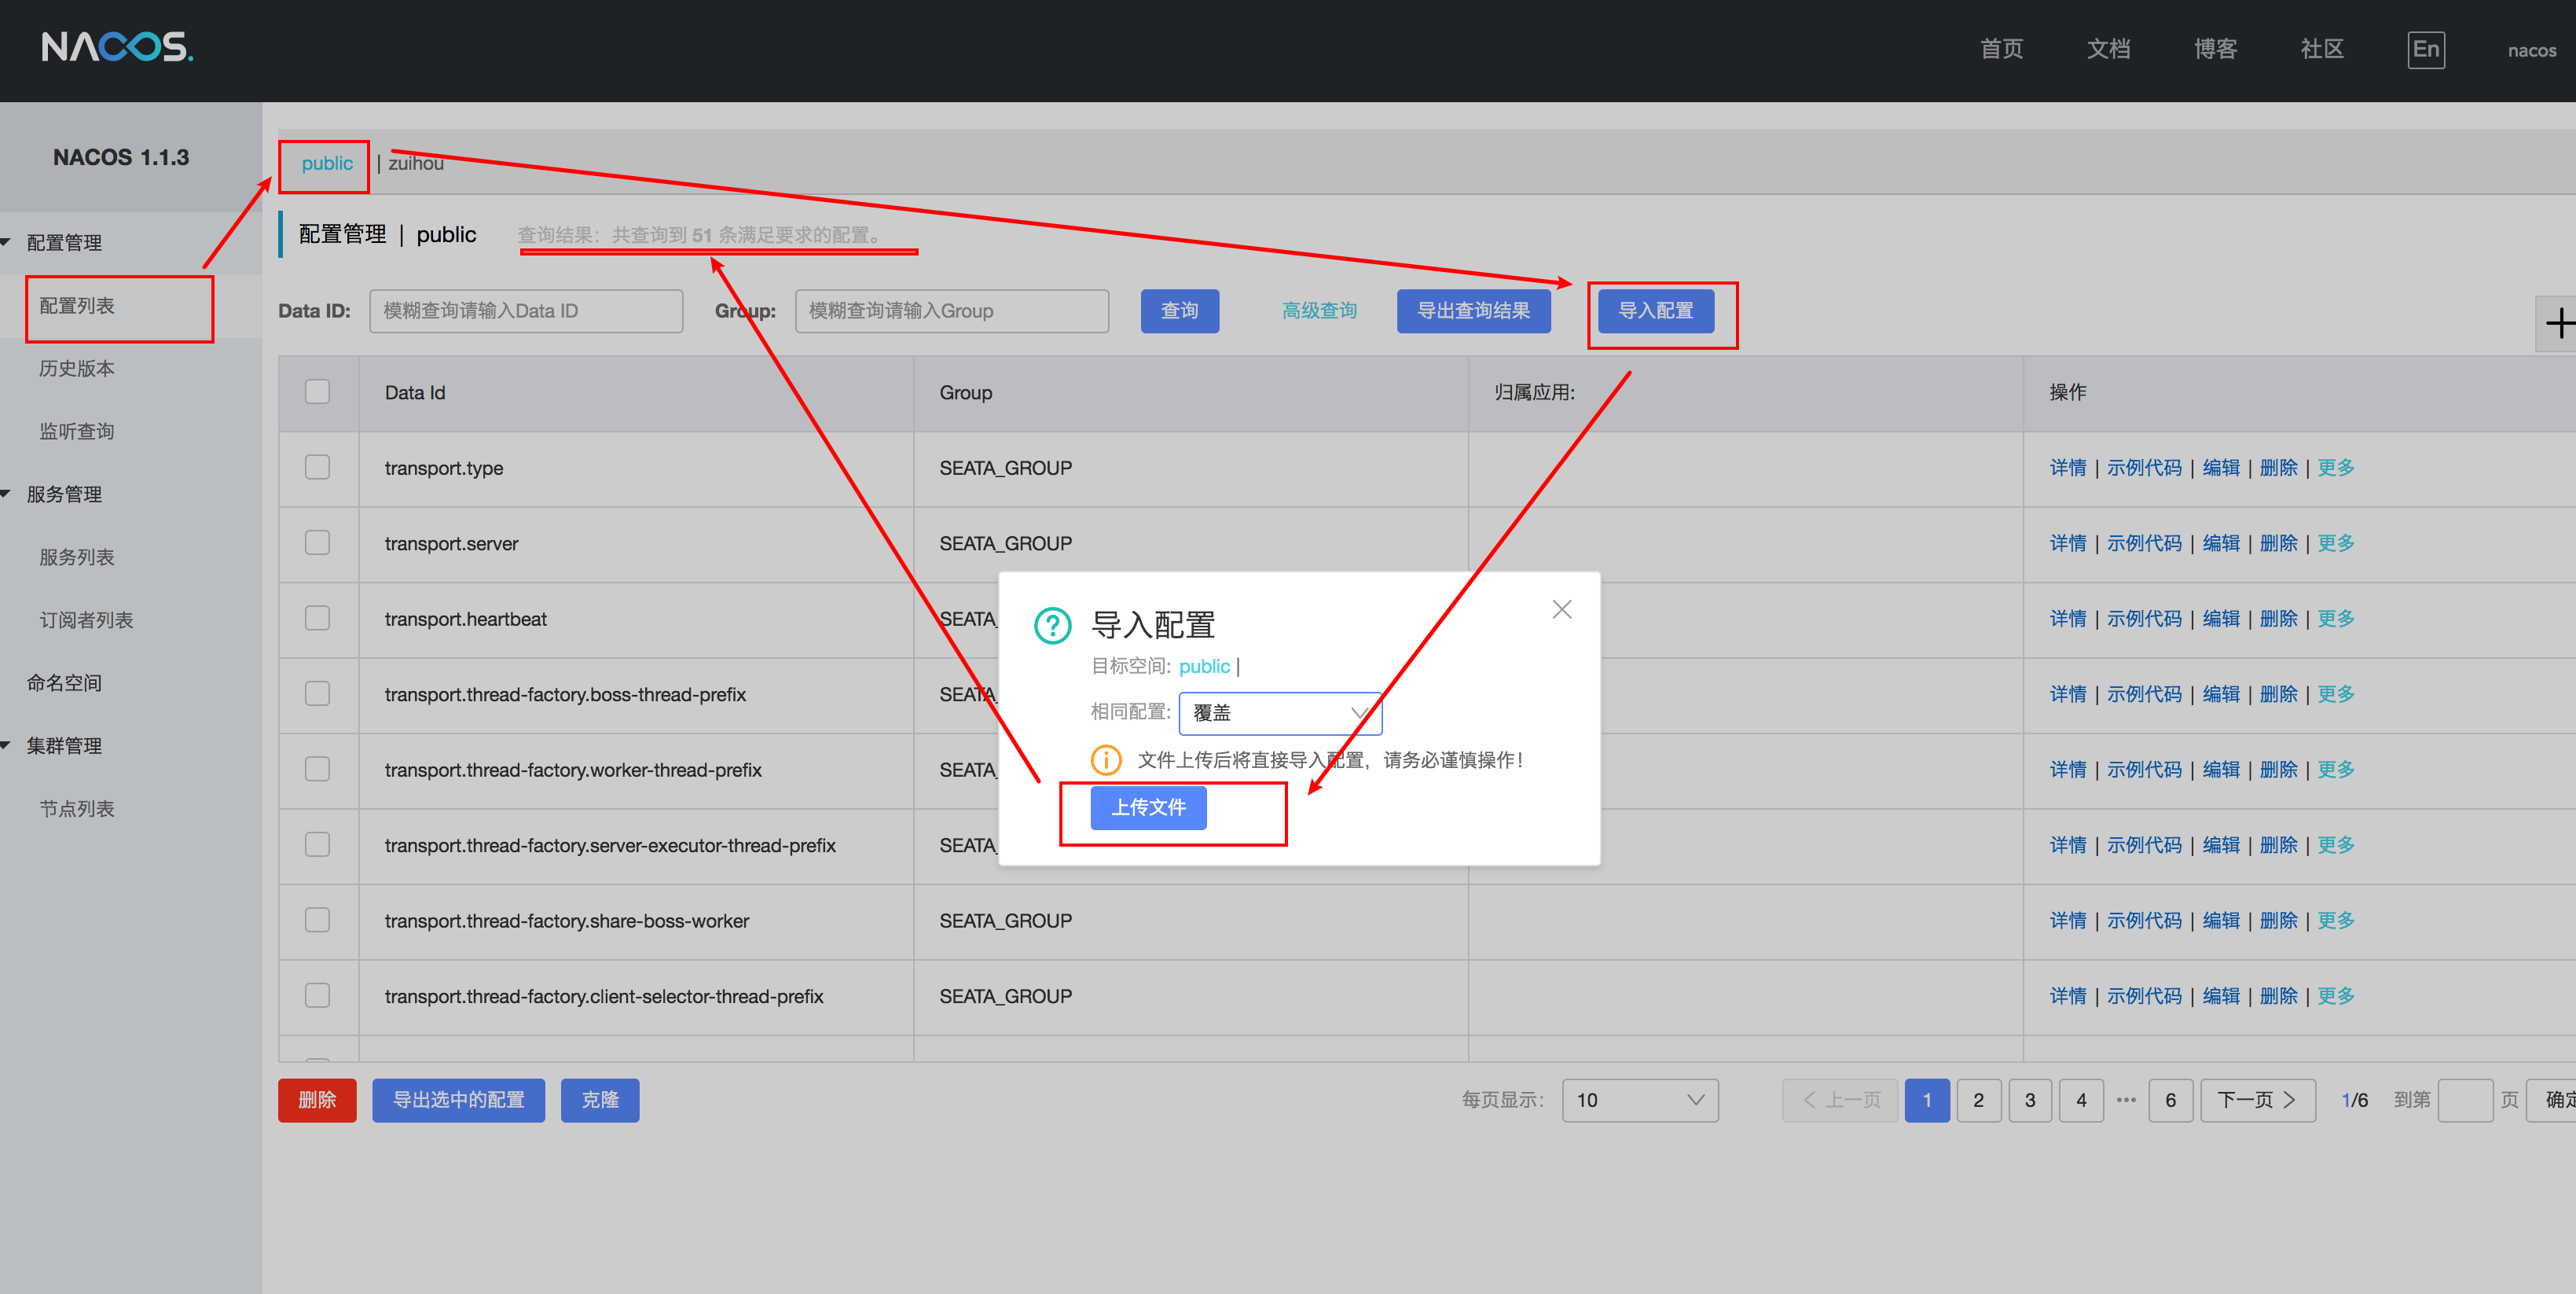 NACOS.
首页 文档 博客 社区 En nacos
NACOS 1.1.3
配置管理
配置列表
历史版本
监听查询
服务管理
服务列表
订阅者列表
命名空间
集群管理
节点列表
public | zuihou
配置管理 | public 查询结果：共查询到 51 条满足要求的配置。
Data ID: 模糊查询请输入Data ID Group: 模糊查询请输入Group 查询 高级查询 导出查询结果 导入配置
Data Id Group 归属应用: 操作
transport.type SEATA_GROUP 详情 | 示例代码 | 编辑 | 删除 | 更多
transport.server SEATA_GROUP 详情 | 示例代码 | 编辑 | 删除 | 更多
transport.heartbeat SEATA_ 详情 | 示例代码 | 编辑 | 删除 | 更多
transport.thread-factory.boss-thread-prefix SEATA_ 详情 | 示例代码 | 编辑 | 删除 | 更多
transport.thread-factory.worker-thread-prefix SEATA_ 详情 | 示例代码 | 编辑 | 删除 | 更多
transport.thread-factory.server-executor-thread-prefix SEATA_ 详情 | 示例代码 | 编辑 | 删除 | 更多
transport.thread-factory.share-boss-worker SEATA_GROUP 详情 | 示例代码 | 编辑 | 删除 | 更多
transport.thread-factory.client-selector-thread-prefix SEATA_GROUP 详情 | 示例代码 | 编辑 | 删除 | 更多
导入配置
目标空间: public |
相同配置: 覆盖
文件上传后将直接导入配置，请务必谨慎操作！
上传文件
删除 导出选中的配置 克隆 每页显示: 10 上一页 1 2 3 4 ••• 6 下一页 1/6 到第 页 确定